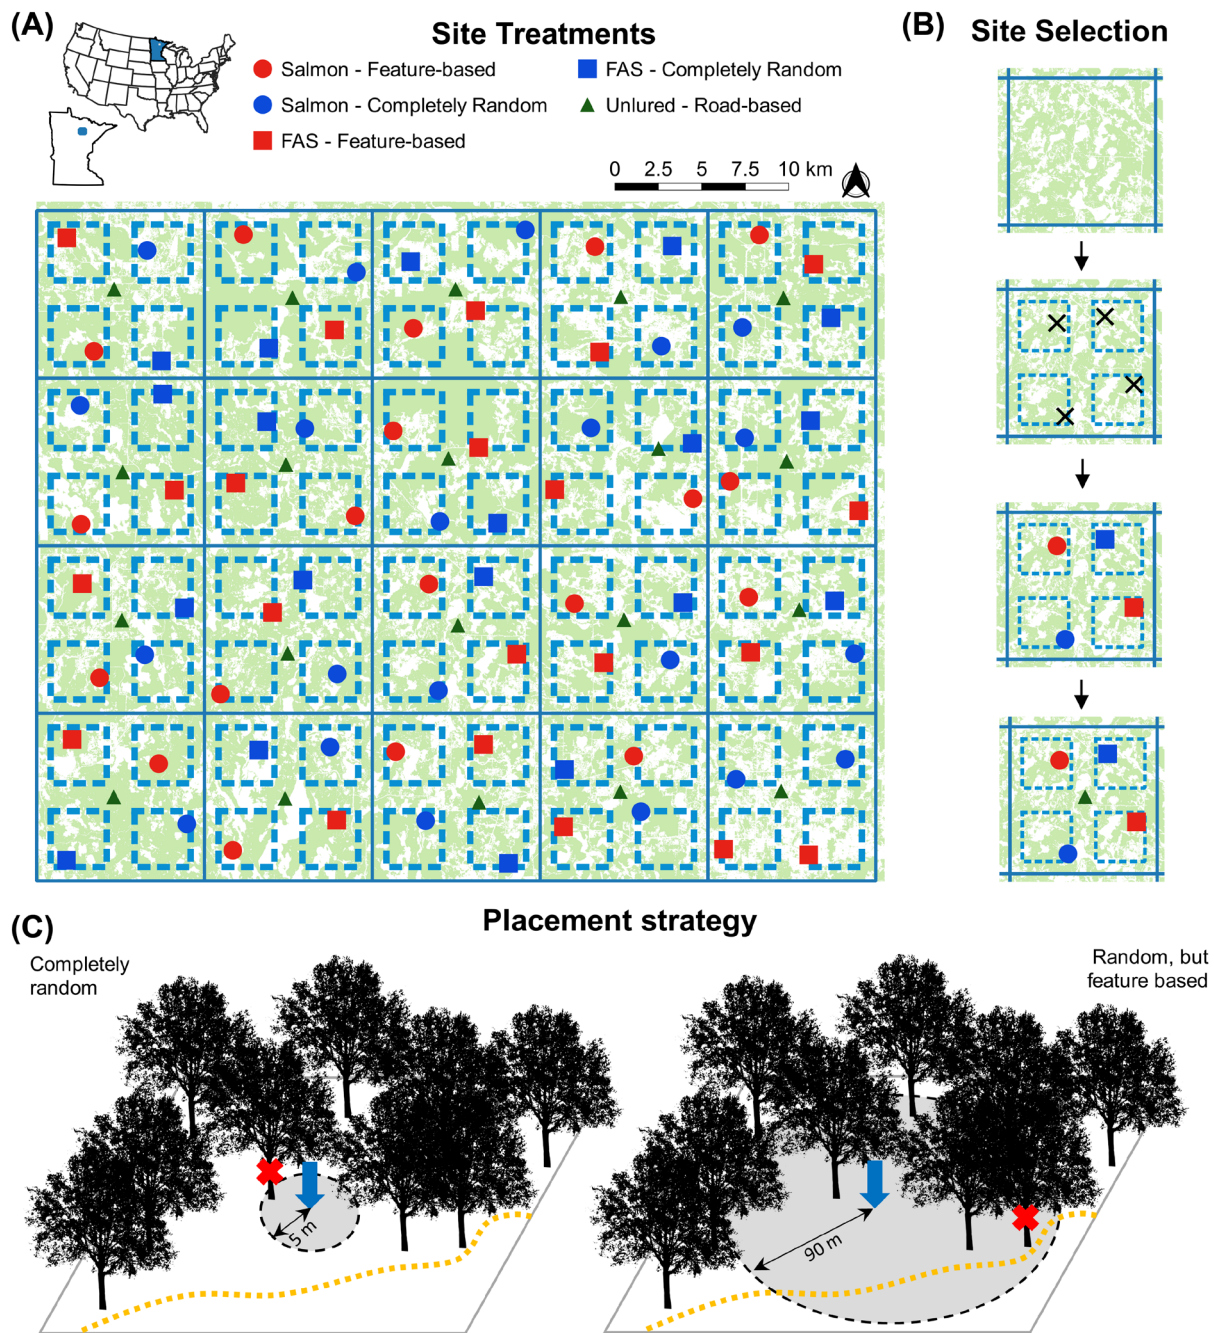 (A)
Site Treatments
Salmon - Feature-based
Salmon - Completely Random
FAS - Feature-based
FAS - Completely Random
Unlured - Road-based
0 2.5 5 7.5 10 km
(B)
Site Selection
(C)
Placement strategy
Completely
random
5 m
Random, but
feature based
90 m